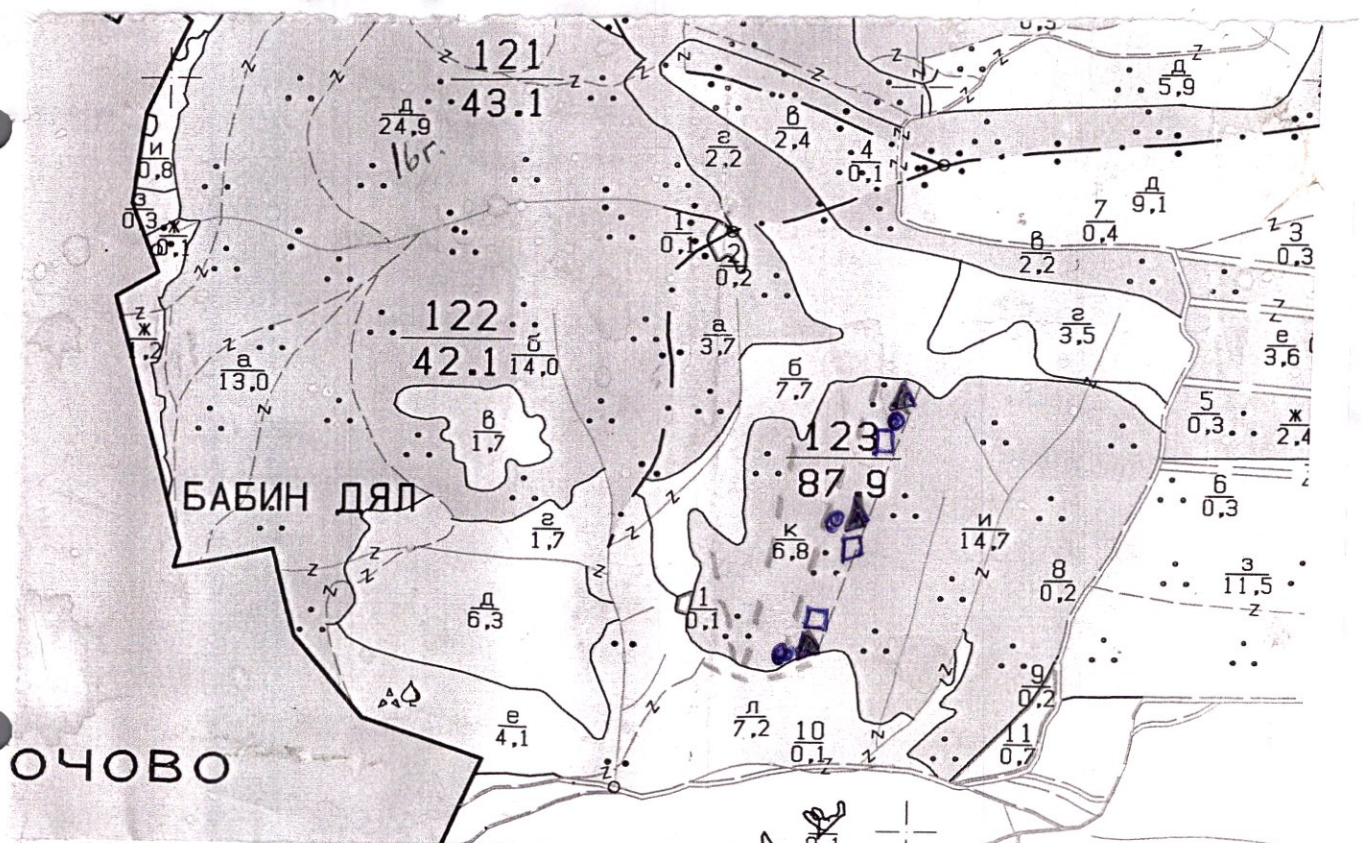 0,5
121
43.1
д
24,9
16г.
и
0,8
з
0,3
ж
0,1
ж
1,2
г
2,2
в
2,4
4
0,1
д
5,9
д
9,1
7
0,4
З
0,3
в
2,2
1
0,1
2
0,2
122
42.1
б
14,0
а
3,7
а
13,0
в
1,7
б
7,7
г
3,5
е
3,6
5
0,3
ж
2,4
123
87.9
БАБИН ДЯЛ
г
1,7
к
6,8
и
14,7
б
0,3
8
0,2
з
11,5
д
6,3
1
0,1
9
0,2
е
4,1
л
7,2
10
0,1
11
0,7
ОЧОВО